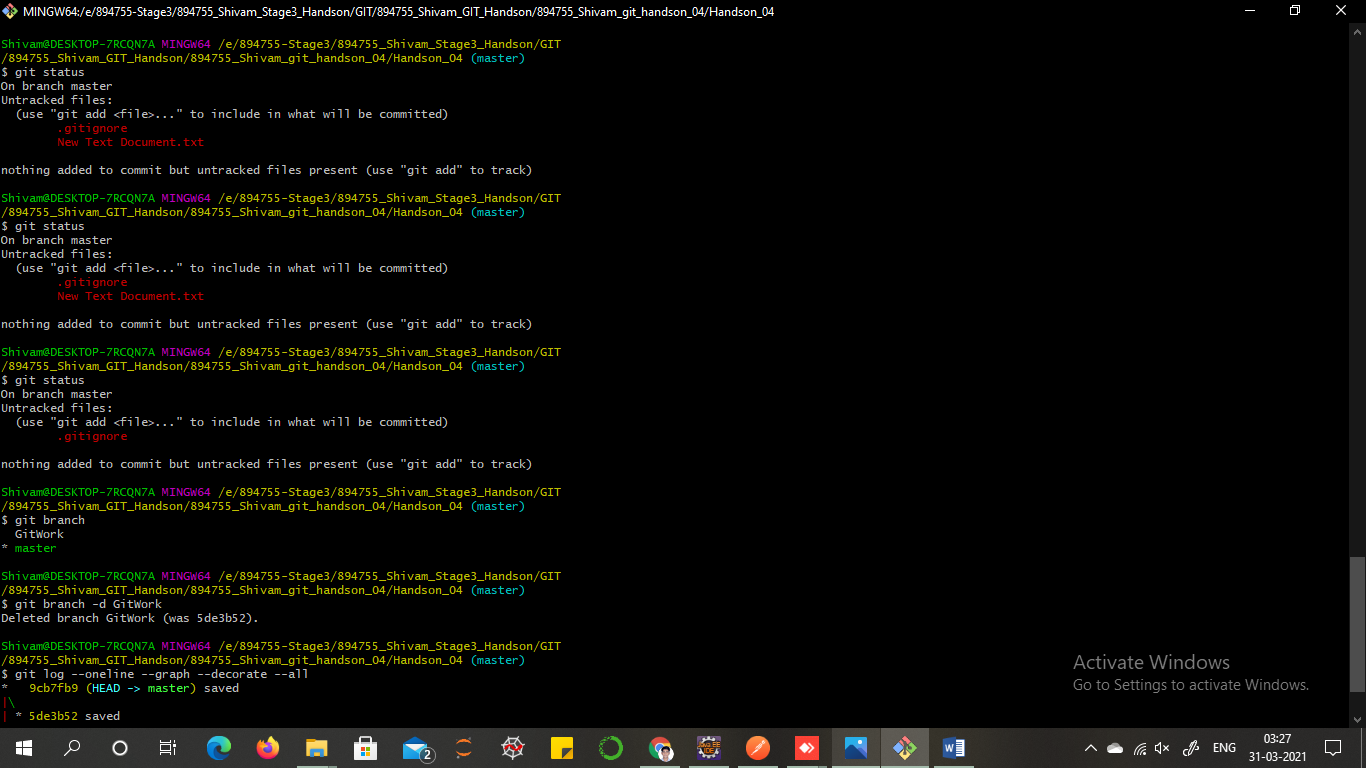 MINGW64:/e/894755-Stage3/894755_Shivam_Stage3_Handson/GIT/894755_Shivam_GIT_Handson/894755_Shivam_git_handson_04/Handson_04
Shivam@DESKTOP-7RCQN7A MINGW64 /e/894755-Stage3/894755_Shivam_Stage3_Handson/GIT
/894755_Shivam_GIT_Handson/894755_Shivam_git_handson_04/Handson_04 (master)
$ git status
On branch master
Untracked files:
  (use "git add <file>..." to include in what will be committed)
        .gitignore
        New Text Document.txt
nothing added to commit but untracked files present (use "git add" to track)
Shivam@DESKTOP-7RCQN7A MINGW64 /e/894755-Stage3/894755_Shivam_Stage3_Handson/GIT
/894755_Shivam_GIT_Handson/894755_Shivam_git_handson_04/Handson_04 (master)
$ git status
On branch master
Untracked files:
  (use "git add <file>..." to include in what will be committed)
        .gitignore
        New Text Document.txt
nothing added to commit but untracked files present (use "git add" to track)
Shivam@DESKTOP-7RCQN7A MINGW64 /e/894755-Stage3/894755_Shivam_Stage3_Handson/GIT
/894755_Shivam_GIT_Handson/894755_Shivam_git_handson_04/Handson_04 (master)
$ git status
On branch master
Untracked files:
  (use "git add <file>..." to include in what will be committed)
        .gitignore
nothing added to commit but untracked files present (use "git add" to track)
Shivam@DESKTOP-7RCQN7A MINGW64 /e/894755-Stage3/894755_Shivam_Stage3_Handson/GIT
/894755_Shivam_GIT_Handson/894755_Shivam_git_handson_04/Handson_04 (master)
$ git branch
  GitWork
* master
Shivam@DESKTOP-7RCQN7A MINGW64 /e/894755-Stage3/894755_Shivam_Stage3_Handson/GIT
/894755_Shivam_GIT_Handson/894755_Shivam_git_handson_04/Handson_04 (master)
$ git branch -d GitWork
Deleted branch GitWork (was 5de3b52).
Shivam@DESKTOP-7RCQN7A MINGW64 /e/894755-Stage3/894755_Shivam_Stage3_Handson/GIT
/894755_Shivam_GIT_Handson/894755_Shivam_git_handson_04/Handson_04 (master)
$ git log --oneline --graph --decorate --all
*   9cb7fb9 (HEAD -> master) saved
|\
| * 5de3b52 saved
Activate Windows
Go to Settings to activate Windows.
2
Java EE
IDE
ENG
03:27
31-03-2021